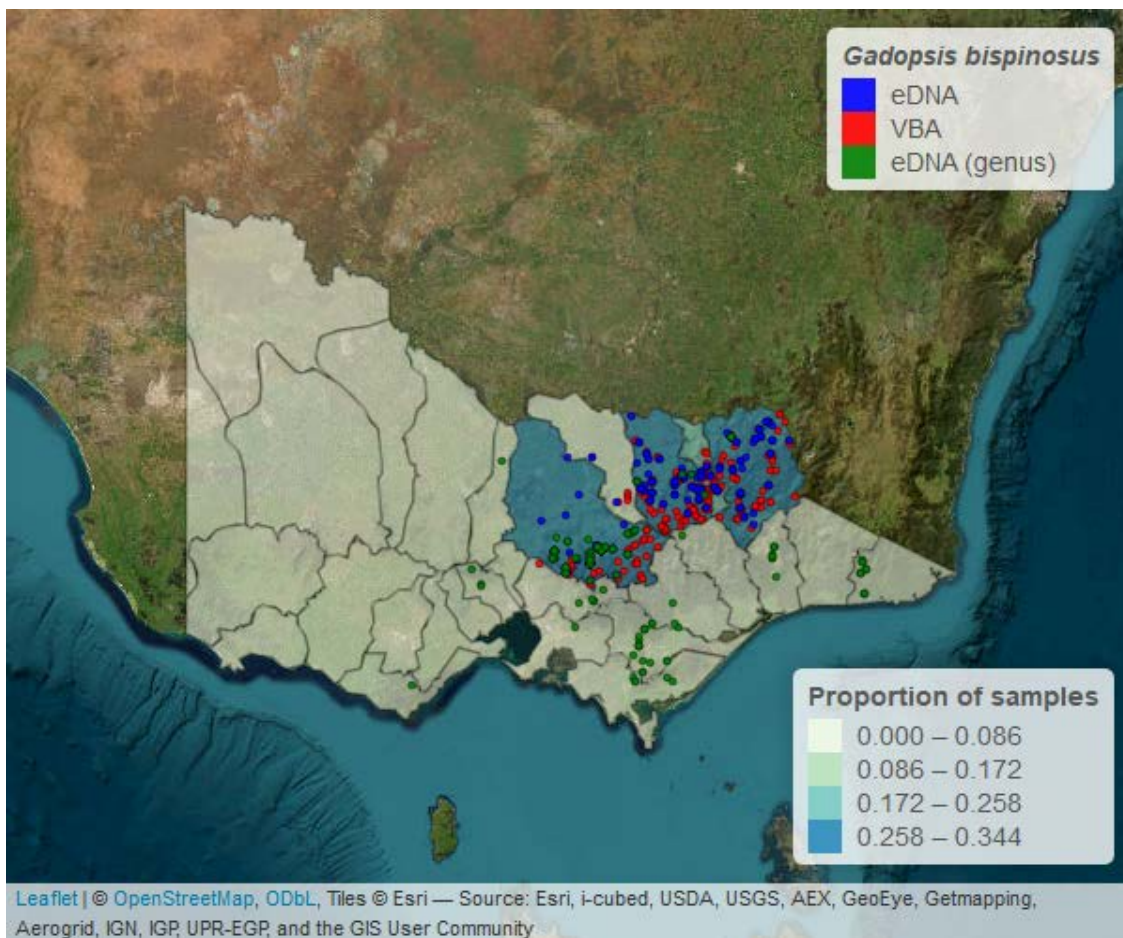 Gadopsis bispinosus
eDNA
VBA
eDNA (genus)
Proportion of samples
0.000 – 0.086
0.086 – 0.172
0.172 – 0.258
0.258 – 0.344
Leaflet | © OpenStreetMap, ODbL, Tiles © Esri — Source: Esri, i-cubed, USDA, USGS, AEX, GeoEye, Getmapping,
Aerogrid, IGN, IGP, UPR-EGP, and the GIS User Community